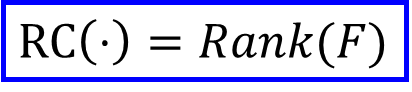 RC(·) = Rank(F)